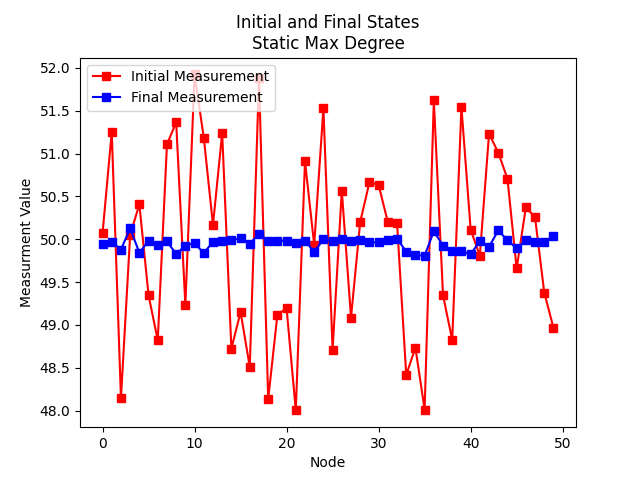 Initial and Final States
Static Max Degree
Initial Measurement
Final Measurement
Measurment Value
52.0
51.5
51.0
50.5
50.0
49.5
49.0
48.5
48.0
0 10 20 30 40 50
Node